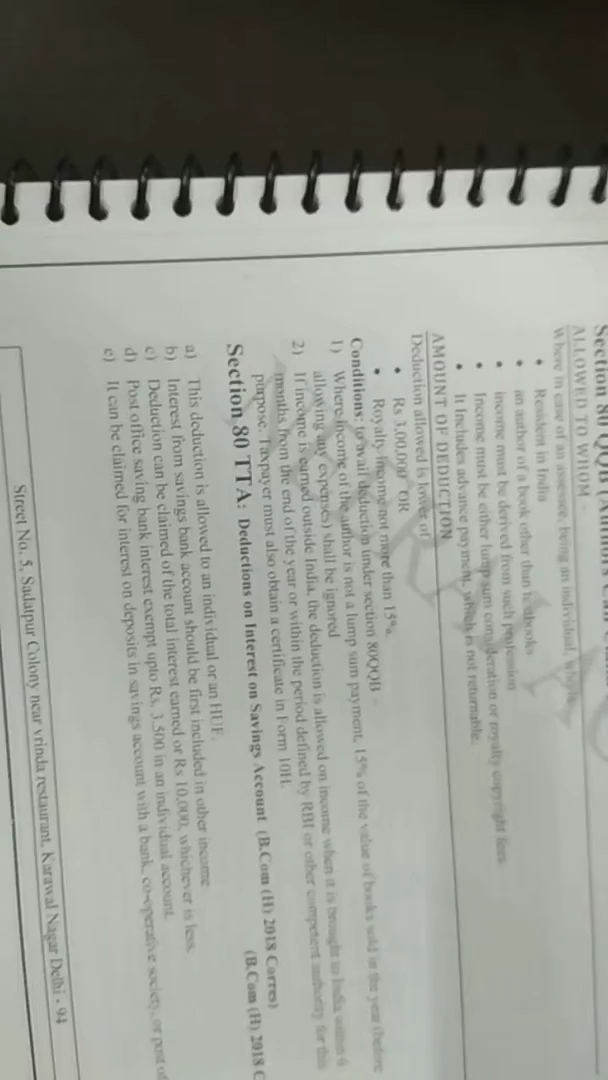 Section 80 QQB
ALLOWED TO WHOM -
Where in case of an assessee being an individual, who is
• Resident in India
• an author of a book other than textbooks
• income must be derived from such profession
• Income must be either lump sum consideration or royalty copyright fees.
• It Includes advance payment, which is not returnable.
AMOUNT OF DEDUCTION
Deduction allowed is lower of
• Rs 3,00,000 OR
• Royalty Income not more than 15%.
Conditions: to avail deduction under section 80QQB -
1) Where income of the author is not a lump sum payment, 15% of the value of books sold in the year (before
allowing any expenses) shall be ignored
2) If income is earned outside India, the deduction is allowed on income when it is brought to India within 6
months from the end of the year or within the period defined by RBI or other competent authority for this
purpose. Taxpayer must also obtain a certificate in Form 10H.
(B.Com (H) 2018 C
Section 80 TTA: Deductions on Interest on Savings Account (B.Com (H) 2018 Corres)
a) This deduction is allowed to an individual or an HUF.
b) Interest from savings bank account should be first included in other income
c) Deduction can be claimed of the total interest earned or Rs 10,000, whichever is less.
d) Post office saving bank interest exempt upto Rs. 3,500 in an individual account.
e) It can be claimed for interest on deposits in savings account with a bank, co-operative society, or post of
Street No. 5, Sadatpur Colony near vrinda restaurant, Karawal Nagar Delhi - 94